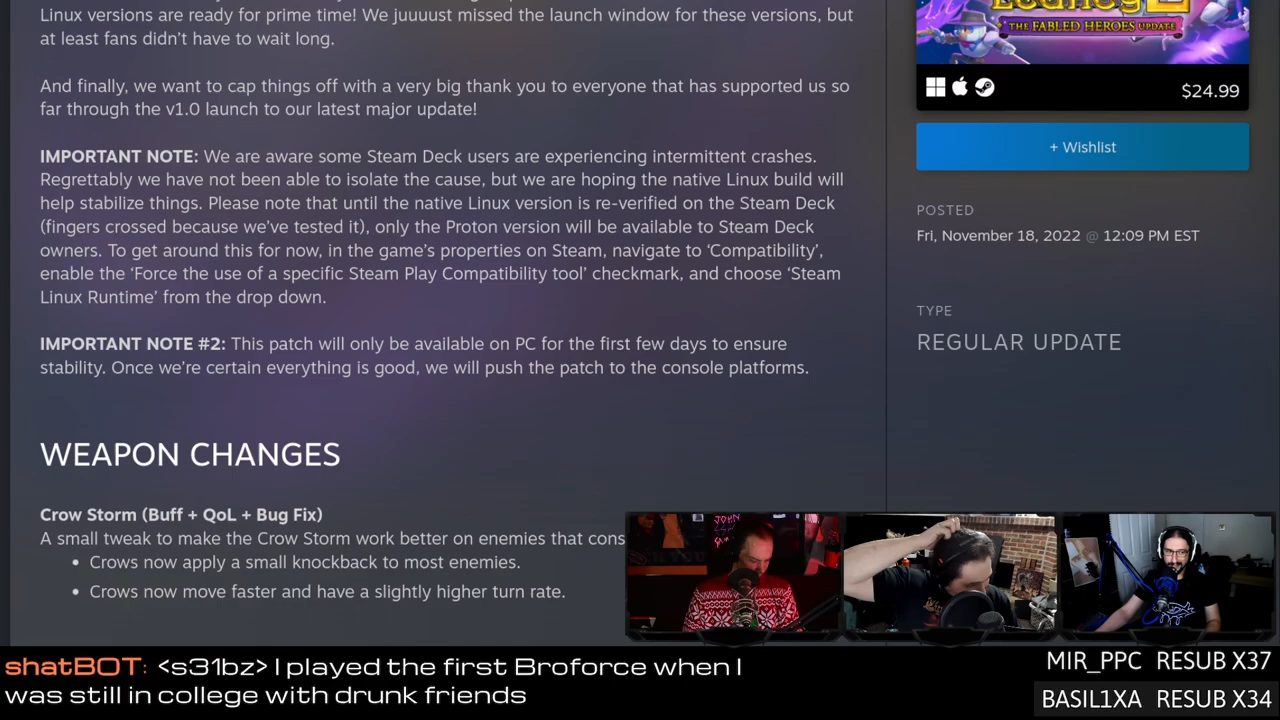 Linux versions are ready for prime time! We juuuust missed the launch window for these versions, but
at least fans didn't have to wait long.
And finally, we want to cap things off with a very big thank you to everyone that has supported us so
far through the v1.0 launch to our latest major update!
IMPORTANT NOTE: We are aware some Steam Deck users are experiencing intermittent crashes.
Regrettably we have not been able to isolate the cause, but we are hoping the native Linux build will
help stabilize things. Please note that until the native Linux version is re-verified on the Steam Deck
(fingers crossed because we've tested it), only the Proton version will be available to Steam Deck
owners. To get around this for now, in the game's properties on Steam, navigate to 'Compatibility',
enable the 'Force the use of a specific Steam Play Compatibility tool' checkmark, and choose 'Steam
Linux Runtime' from the drop down.
IMPORTANT NOTE #2: This patch will only be available on PC for the first few days to ensure
stability. Once we're certain everything is good, we will push the patch to the console platforms.
WEAPON CHANGES
Crow Storm (Buff + QoL + Bug Fix)
A small tweak to make the Crow Storm work better on enemies that cons
• Crows now apply a small knockback to most enemies.
• Crows now move faster and have a slightly higher turn rate.
THE FABLED HEROES UPDATE
$24.99
+ Wishlist
POSTED
Fri, November 18, 2022 @ 12:09 PM EST
TYPE
REGULAR UPDATE
shatBOT: <s31bz> I played the first Broforce when I
was still in college with drunk friends
MIR_PPC RESUB X37
BASIL1XA RESUB X34